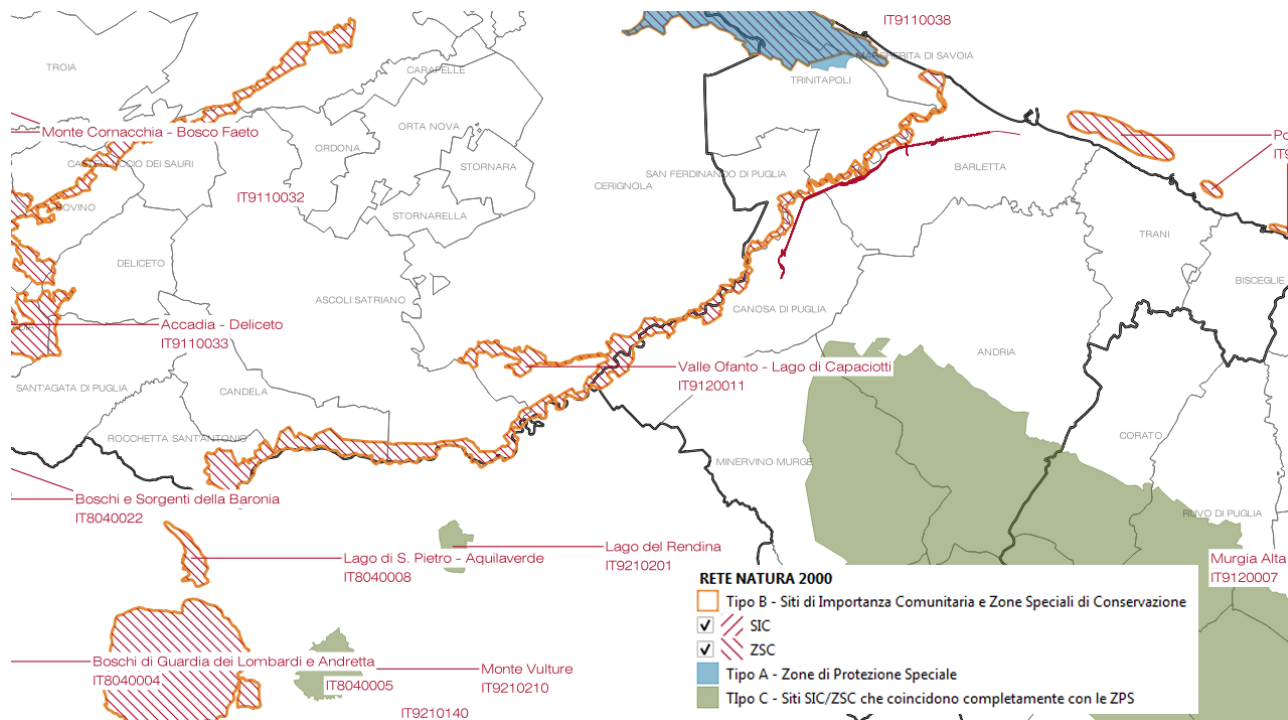 IT9110038
TROIA
CARAPELLE
MARGHERITA DI SAVOIA
TRINITAPOLI
Monte Cornacchia - Bosco Faeto
ORTA NOVA
ORDONA
Po
IT9
CASTELLUCCIO DEI SAURI
STORNARA
SAN FERDINANDO DI PUGLIA
BARLETTA
CERIGNOLA
IT9110032
BOVINO
STORNARELLA
TRANI
DELICETO
BISCEGLIE
ASCOLI SATRIANO
CANOSA DI PUGLIA
Accadia - Deliceto
IT9110033
ANDRIA
Valle Ofanto - Lago di Capaciotti
IT9120011
SANT'AGATA DI PUGLIA
CANDELA
ROCCHETTA SANT'ANTONIO
CORATO
MINERVINO MURGE
Boschi e Sorgenti della Baronia
IT8040022
RUVO DI PUGLIA
Lago di S. Pietro - Aquilaverde
IT8040008
Lago del Rendina
IT9210201
Murgia Alta
IT9120007
Boschi di Guardia dei Lombardi e Andretta
IT8040004
IT8040005
Monte Vulture
IT9210210
IT9210140
RETE NATURA 2000
Tipo B - Siti di Importanza Comunitaria e Zone Speciali di Conservazione
SIC
ZSC
Tipo A - Zone di Protezione Speciale
TIpo C - Siti SIC/ZSC che coincidono completamente con le ZPS